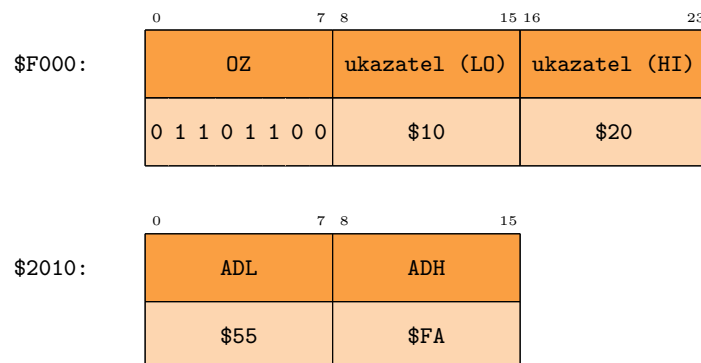 0 7 8 15 16 23
$F000: OZ ukazatel (LO) ukazatel (HI)
0 1 1 0 1 1 0 0 $10 $20
0 7 8 15
$2010: ADL ADH
$55 $FA